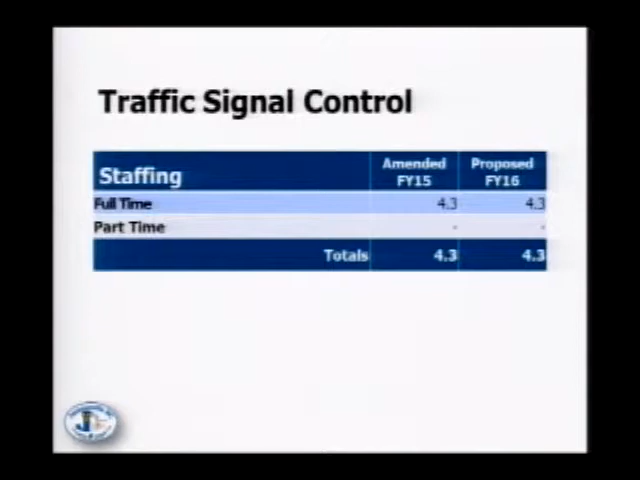 Traffic Signal Control
Staffing Amended FY15 Proposed FY16
Full Time 4.3 4.3
Part Time - -
Totals 4.3 4.3